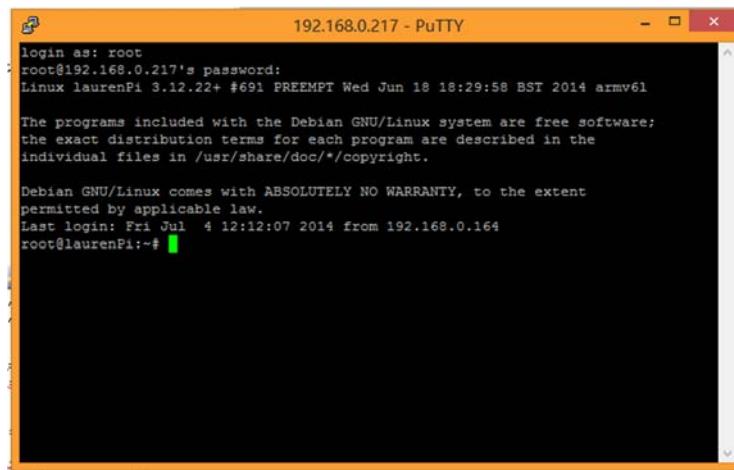 192.168.0.217 - PuTTY
login as: root
root@192.168.0.217's password:
Linux laurenPi 3.12.22+ #691 PREEMPT Wed Jun 18 18:29:58 BST 2014 armv6l

The programs included with the Debian GNU/Linux system are free software;
the exact distribution terms for each program are described in the
individual files in /usr/share/doc/*/copyright.

Debian GNU/Linux comes with ABSOLUTELY NO WARRANTY, to the extent
permitted by applicable law.
Last login: Fri Jul  4 12:12:07 2014 from 192.168.0.164
root@laurenPi:~#